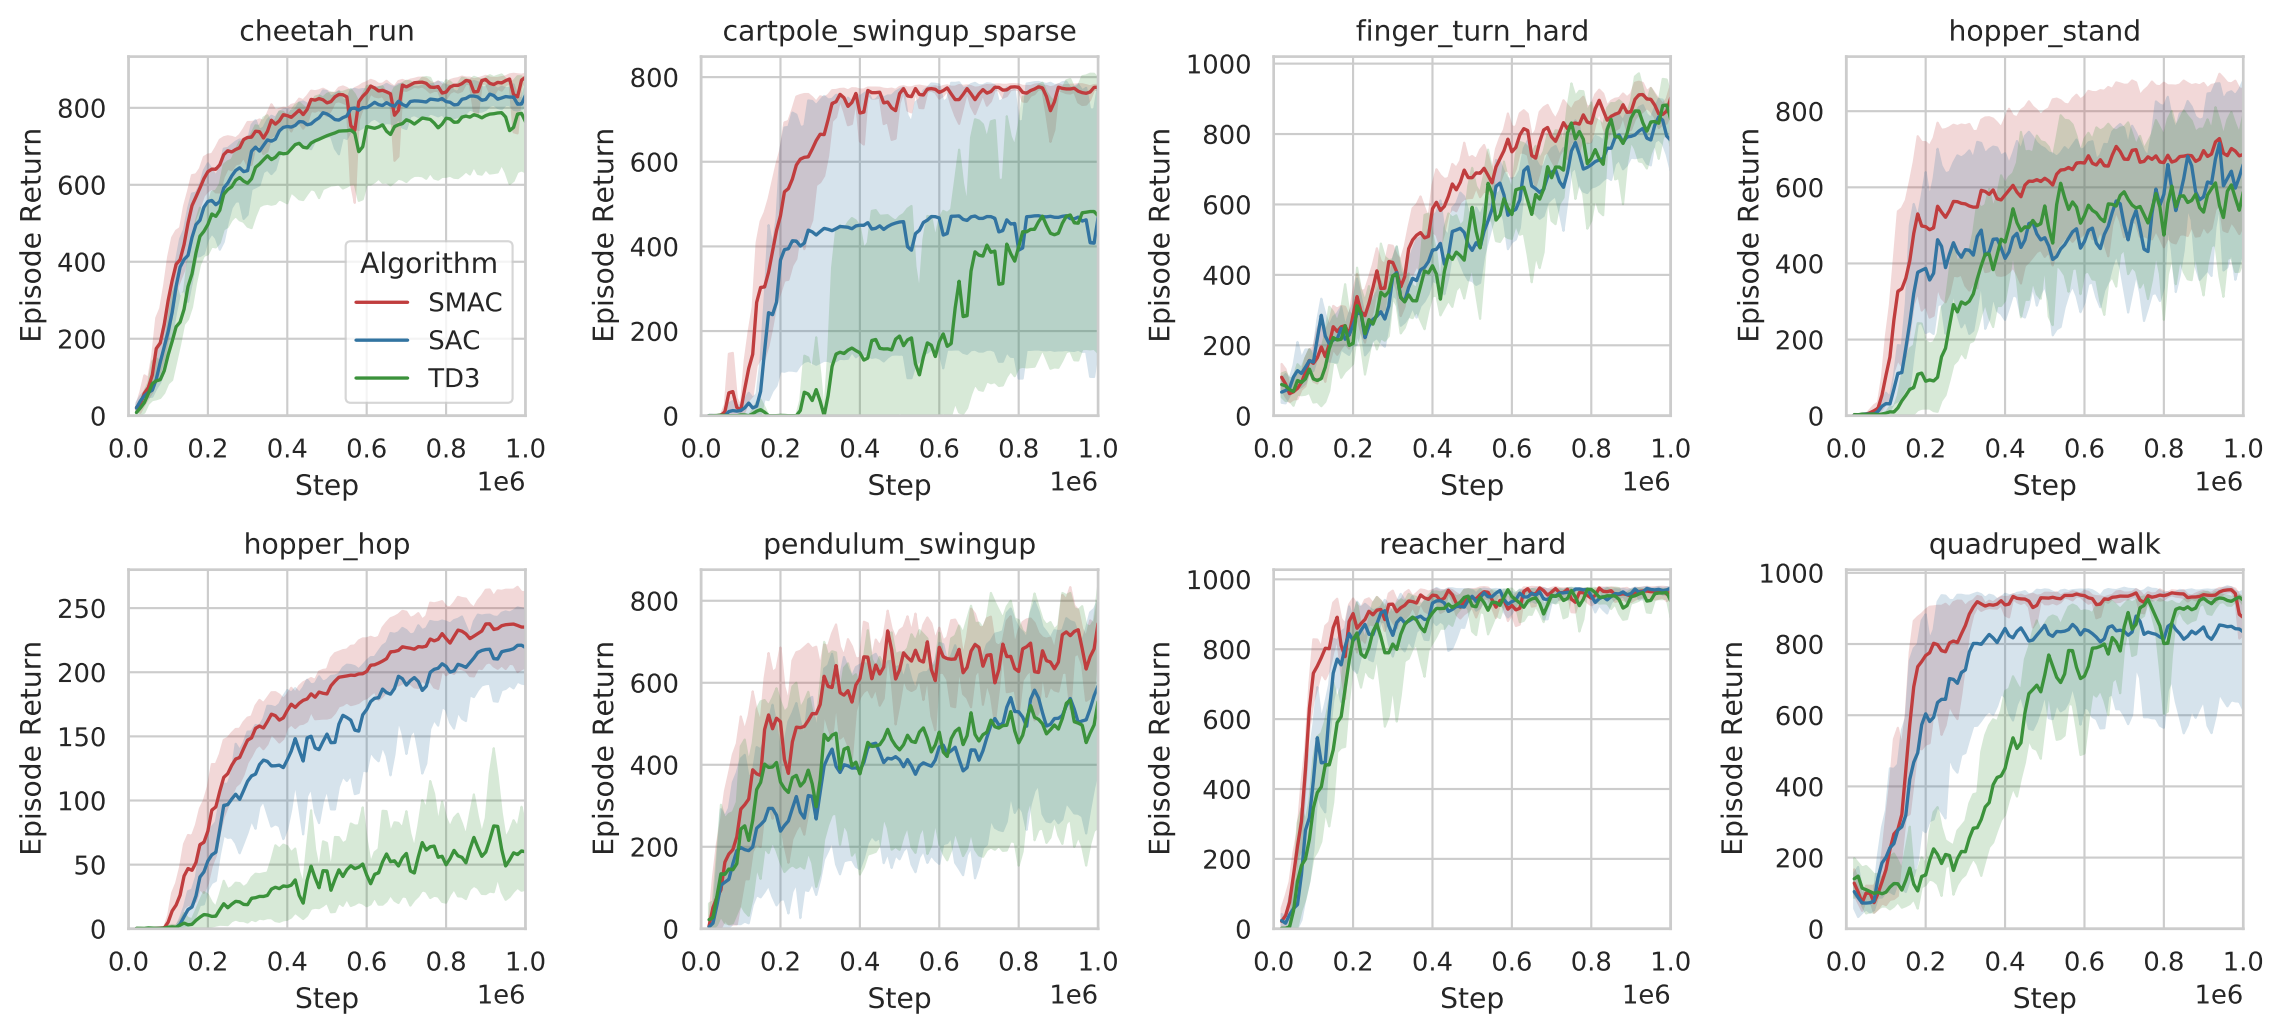 cheetah_run
cartpole_swingup_sparse
finger_turn_hard
hopper_stand
Episode Return
800
600
400
200
0
Algorithm
SMAC
SAC
TD3
0.0 0.2 0.4 0.6 0.8 1.0
Step
1e6
Episode Return
800
600
400
200
0
0.0 0.2 0.4 0.6 0.8 1.0
Step
1e6
Episode Return
1000
800
600
400
200
0
0.0 0.2 0.4 0.6 0.8 1.0
Step
1e6
Episode Return
800
600
400
200
0
0.0 0.2 0.4 0.6 0.8 1.0
Step
1e6
hopper_hop
pendulum_swingup
reacher_hard
quadruped_walk
Episode Return
250
200
150
100
50
0
0.0 0.2 0.4 0.6 0.8 1.0
Step
1e6
Episode Return
800
600
400
200
0
0.0 0.2 0.4 0.6 0.8 1.0
Step
1e6
Episode Return
1000
800
600
400
200
0
0.0 0.2 0.4 0.6 0.8 1.0
Step
1e6
Episode Return
1000
800
600
400
200
0
0.0 0.2 0.4 0.6 0.8 1.0
Step
1e6